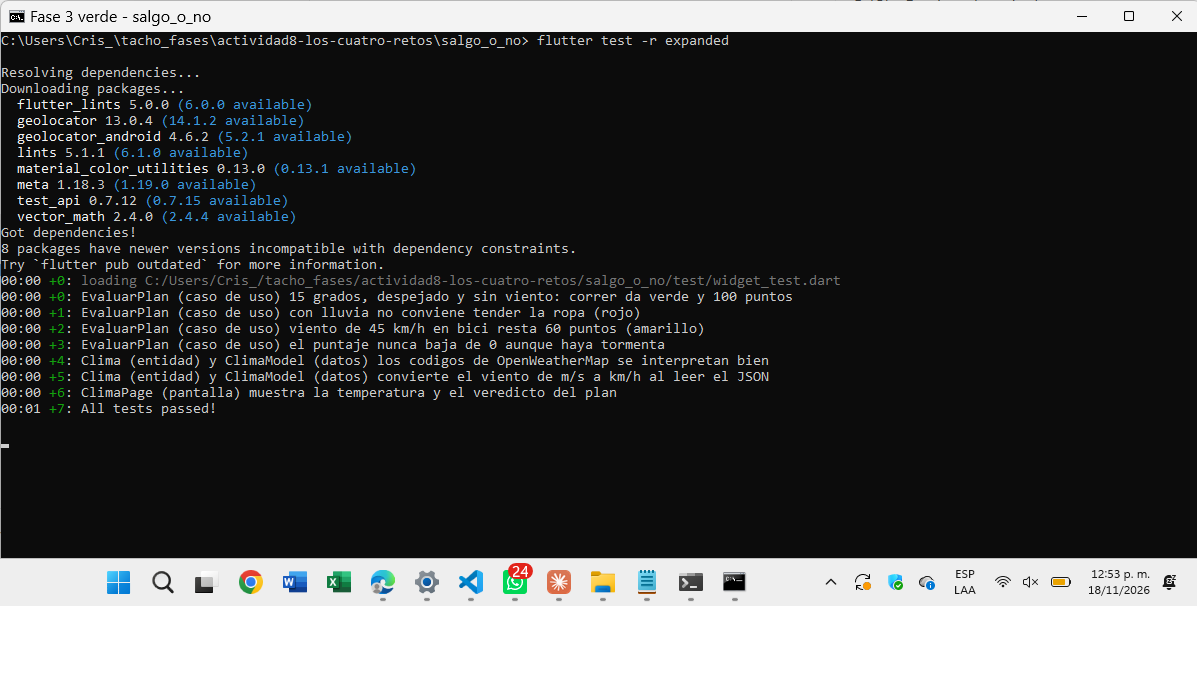 Fase 3 verde - salgo_o_no
C:\Users\Cris_\tacho_fases\actividad8-los-cuatro-retos\salgo_o_no> flutter test -r expanded
Resolving dependencies...
Downloading packages...
flutter_lints 5.0.0 (6.0.0 available)
geolocator 13.0.4 (14.1.2 available)
geolocator_android 4.6.2 (5.2.1 available)
lints 5.1.1 (6.1.0 available)
material_color_utilities 0.13.0 (0.13.1 available)
meta 1.18.3 (1.19.0 available)
test_api 0.7.12 (0.7.15 available)
vector_math 2.4.0 (2.4.4 available)
Got dependencies!
8 packages have newer versions incompatible with dependency constraints.
Try `flutter pub outdated` for more information.
00:00 +0: loading C:/Users/Cris_/tacho_fases/actividad8-los-cuatro-retos/salgo_o_no/test/widget_test.dart
00:00 +0: EvaluarPlan (caso de uso) 15 grados, despejado y sin viento: correr da verde y 100 puntos
00:00 +1: EvaluarPlan (caso de uso) con lluvia no conviene tender la ropa (rojo)
00:00 +2: EvaluarPlan (caso de uso) viento de 45 km/h en bici resta 60 puntos (amarillo)
00:00 +3: EvaluarPlan (caso de uso) el puntaje nunca baja de 0 aunque haya tormenta
00:00 +4: Clima (entidad) y ClimaModel (datos) los codigos de OpenWeatherMap se interpretan bien
00:00 +5: Clima (entidad) y ClimaModel (datos) convierte el viento de m/s a km/h al leer el JSON
00:00 +6: ClimaPage (pantalla) muestra la temperatura y el veredicto del plan
00:01 +7: All tests passed!
24
ESP
LAA
12:53 p. m.
18/11/2026